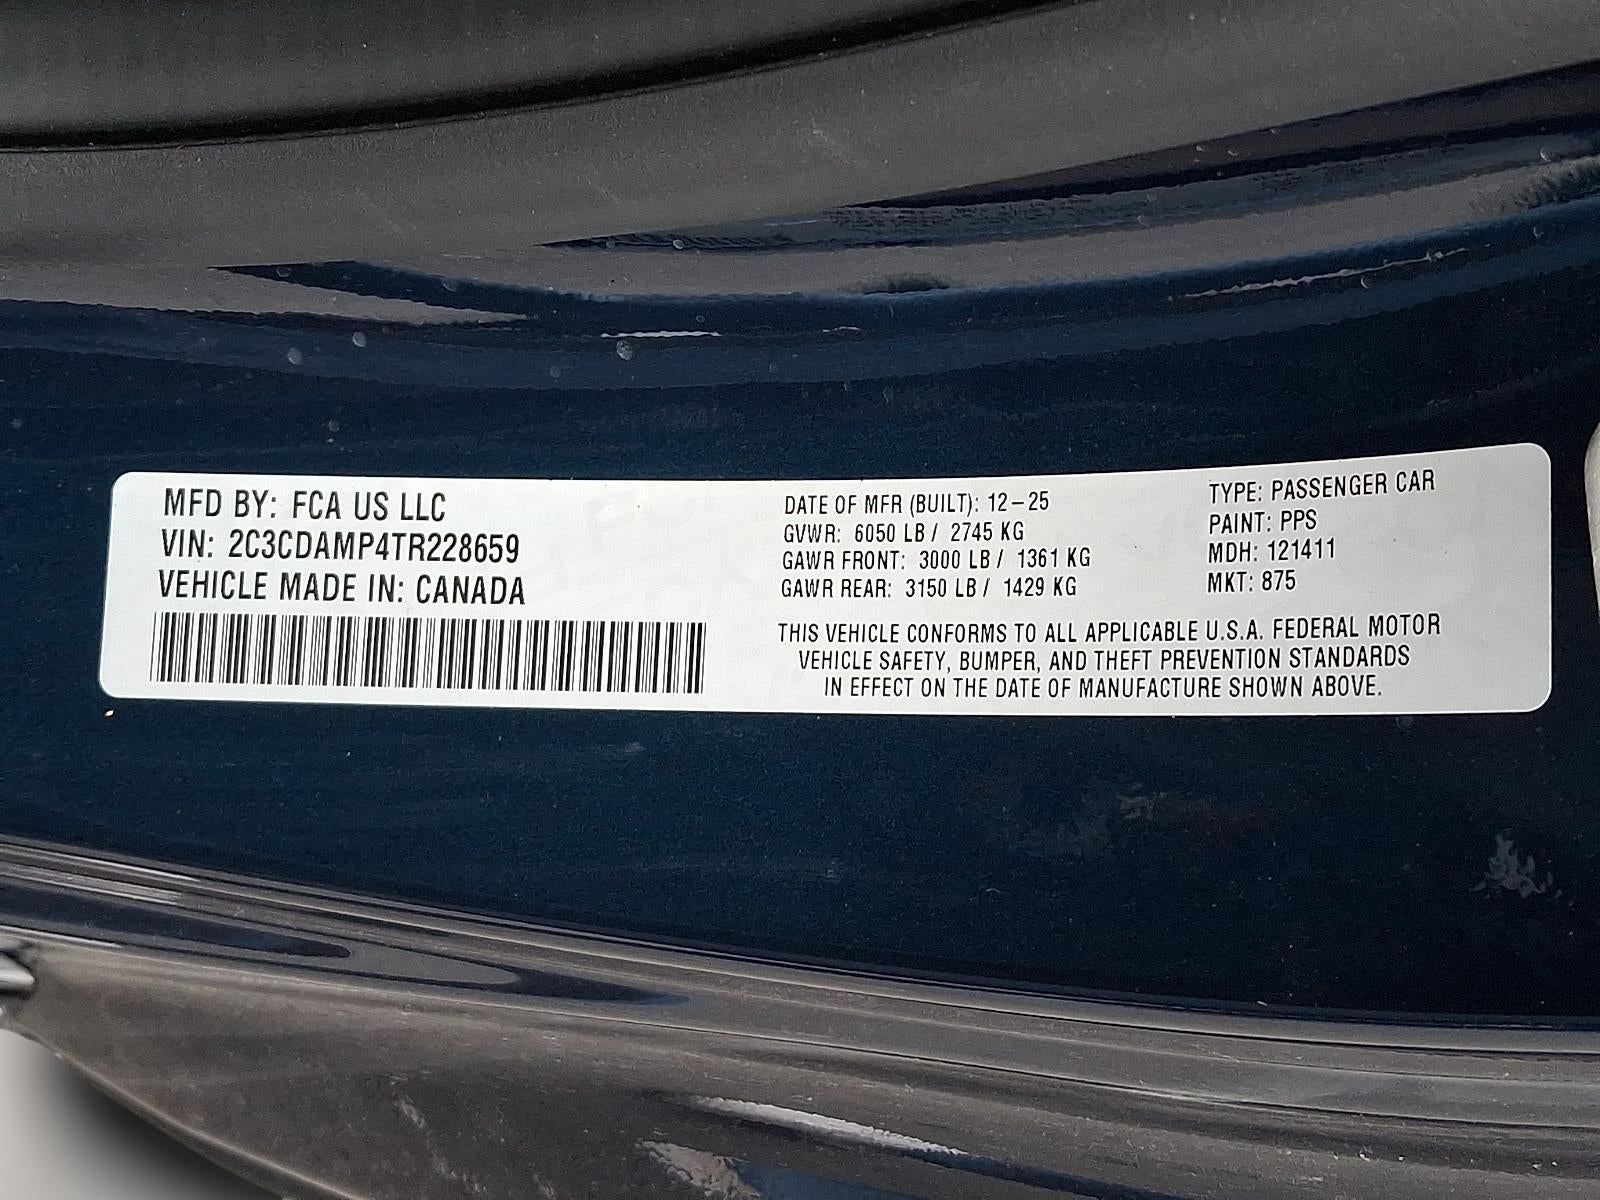 MFD BY: FCA US LLC
VIN: 2C3CDAMP4TR228659
VEHICLE MADE IN: CANADA
DATE OF MFR (BUILT): 12-25
GVWR: 6050 LB / 2745 KG
GAWR FRONT: 3000 LB / 1361 KG
GAWR REAR: 3150 LB / 1429 KG
TYPE: PASSENGER CAR
PAINT: PPS
MDH: 121411
MKT: 875
THIS VEHICLE CONFORMS TO ALL APPLICABLE U.S.A. FEDERAL MOTOR
VEHICLE SAFETY, BUMPER, AND THEFT PREVENTION STANDARDS
IN EFFECT ON THE DATE OF MANUFACTURE SHOWN ABOVE.